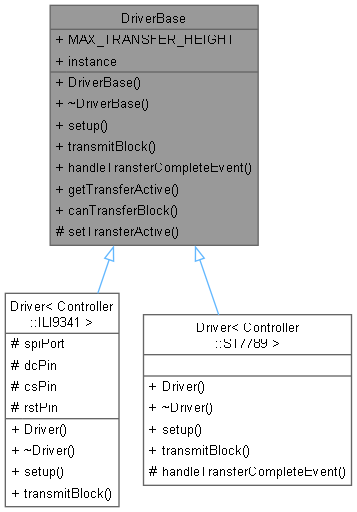 DriverBase
+ MAX_TRANSFER_HEIGHT
+ instance
+ DriverBase()
+ ~DriverBase()
+ setup()
+ transmitBlock()
+ handleTransferCompleteEvent()
+ getTransferActive()
+ canTransferBlock()
# setTransferActive()
Driver< Controller
::ILI9341 >
# spiPort
# dcPin
# csPin
# rstPin
+ Driver()
+ ~Driver()
+ setup()
+ transmitBlock()
Driver< Controller
::ST7789 >
+ Driver()
+ ~Driver()
+ setup()
+ transmitBlock()
# handleTransferCompleteEvent()